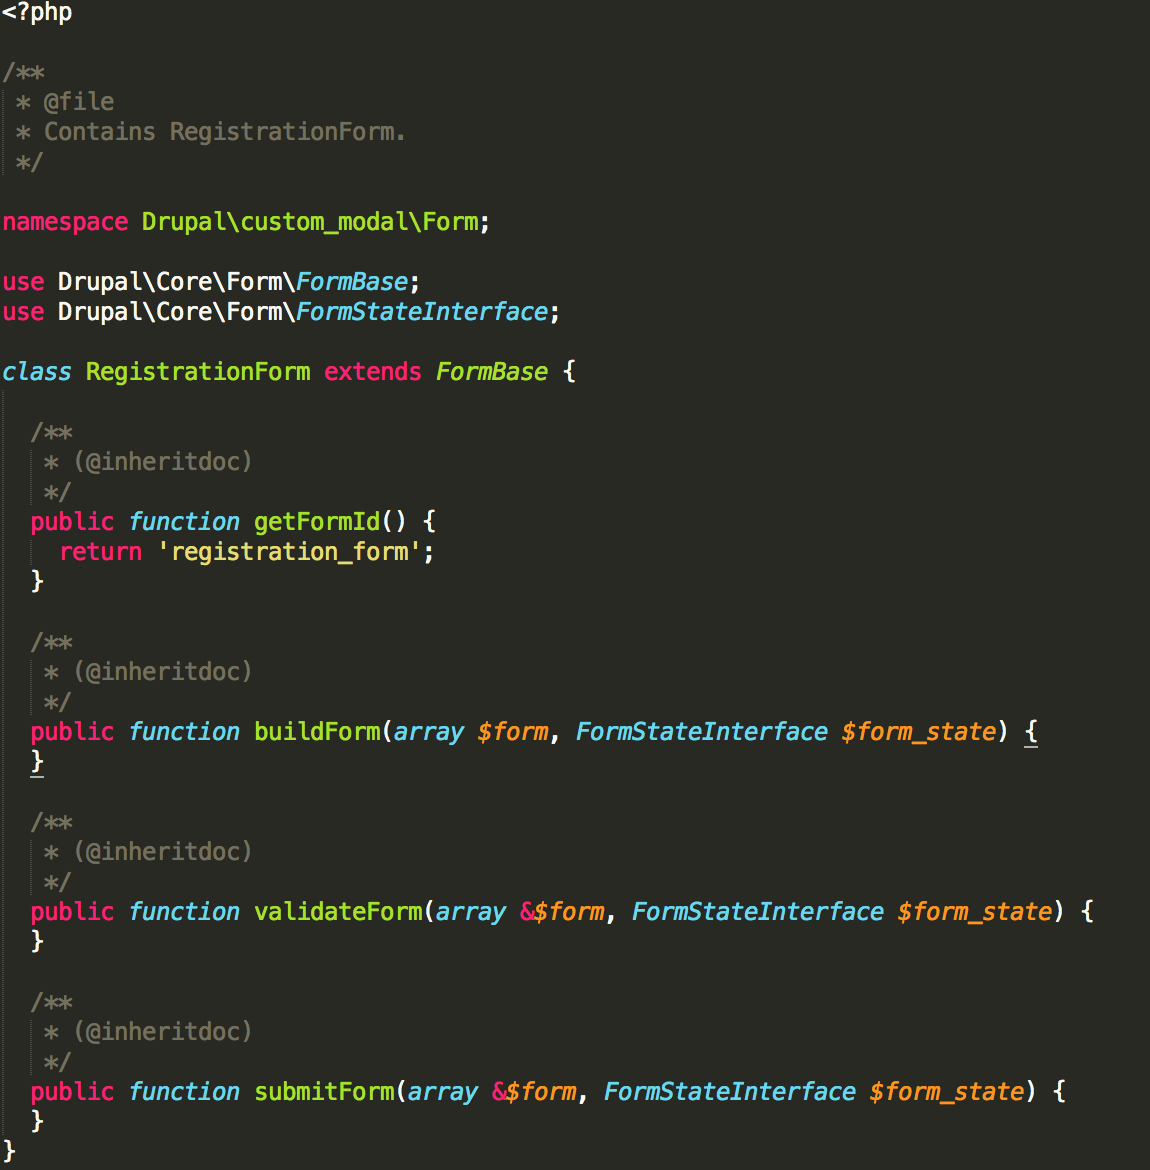 <?php
/**
 * @file
 * Contains RegistrationForm.
 */
namespace Drupal\custom_modal\Form;
use Drupal\Core\Form\FormBase;
use Drupal\Core\Form\FormStateInterface;
class RegistrationForm extends FormBase {
  /**
   * (@inheritdoc)
   */
  public function getFormId() {
    return 'registration_form';
  }
  /**
   * (@inheritdoc)
   */
  public function buildForm(array $form, FormStateInterface $form_state) {
  }
  /**
   * (@inheritdoc)
   */
  public function validateForm(array &$form, FormStateInterface $form_state) {
  }
  /**
   * (@inheritdoc)
   */
  public function submitForm(array &$form, FormStateInterface $form_state) {
  }
}